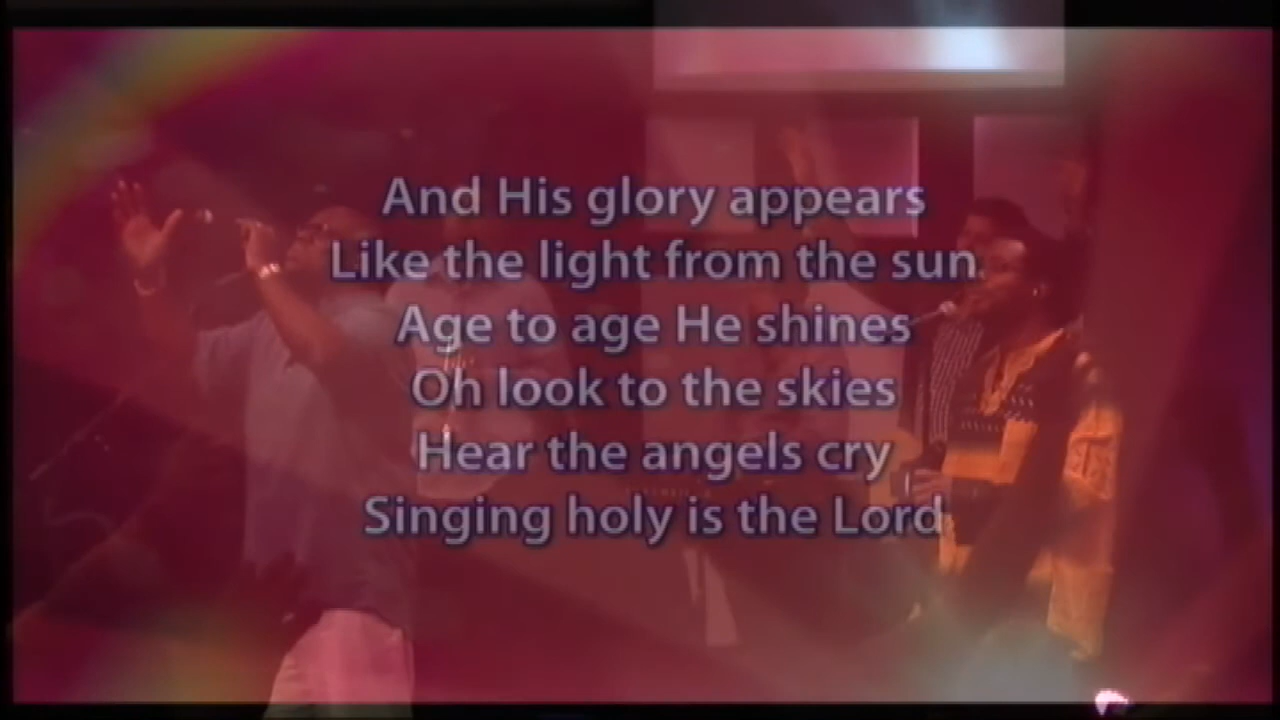 And His glory appears
Like the light from the sun
Age to age He shines
Oh look to the skies
Hear the angels cry
Singing holy is the Lord